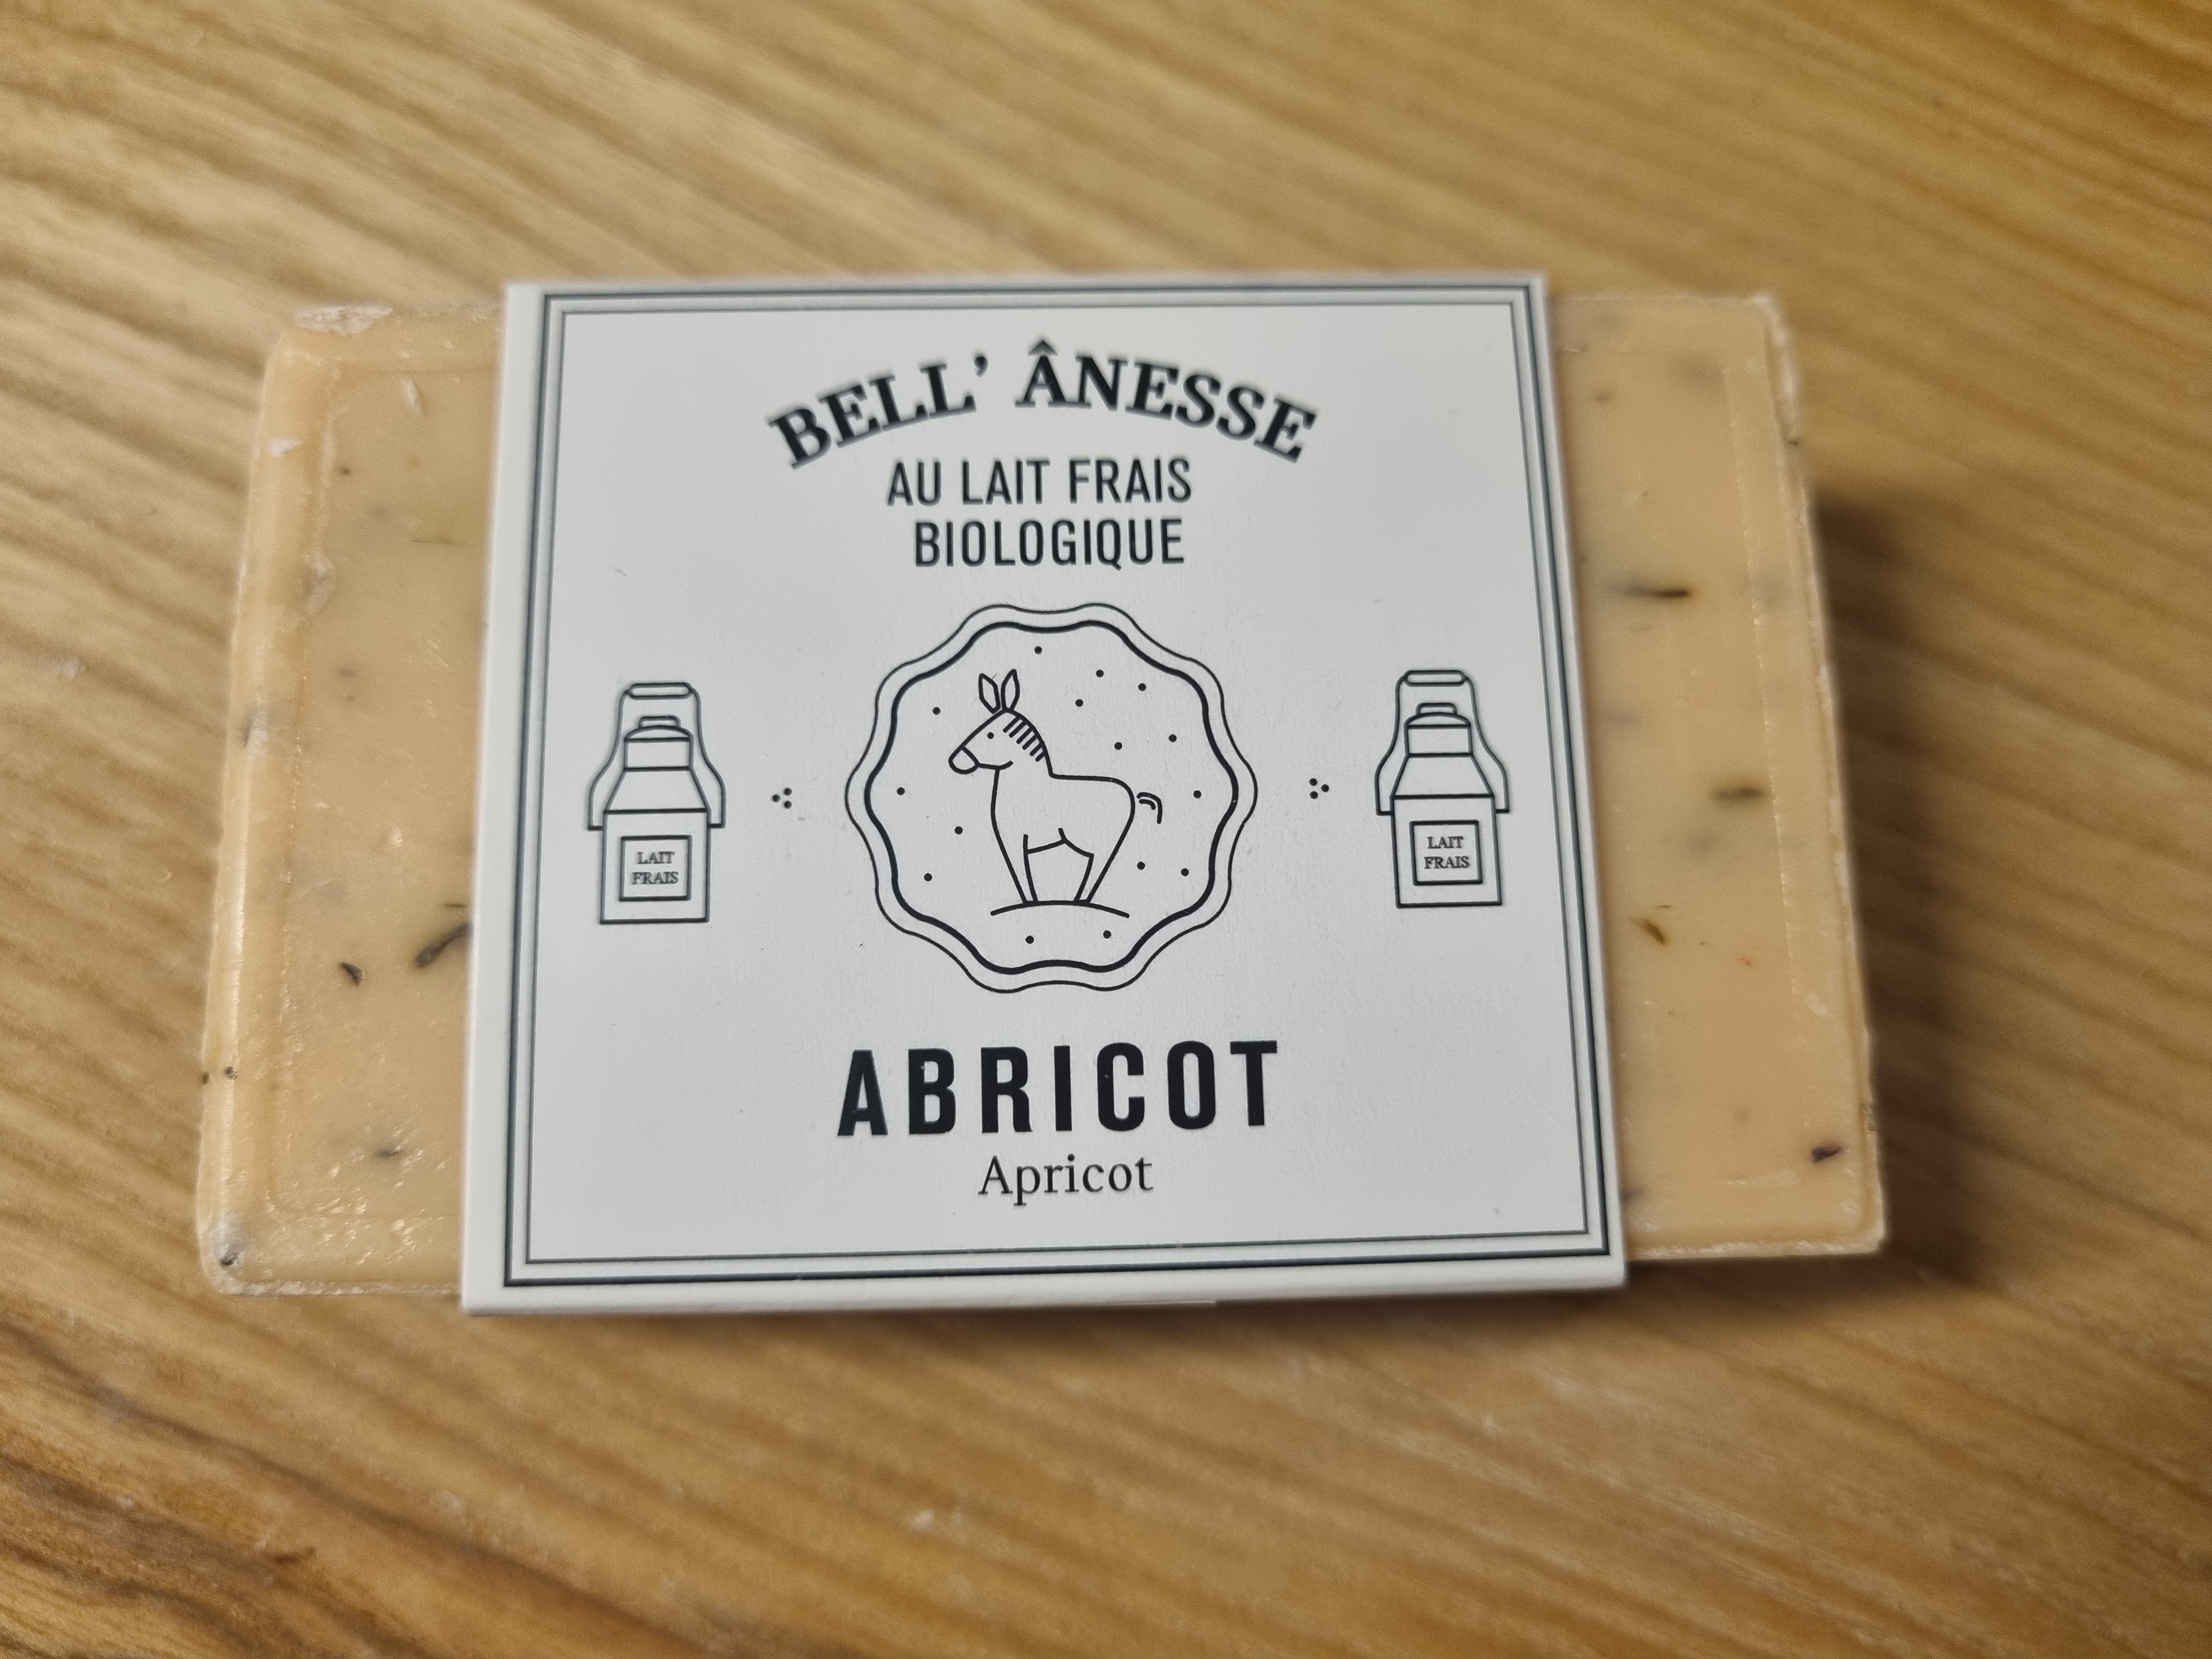 BELL' ÂNESSE
AU LAIT FRAIS
BIOLOGIQUE
LAIT
FRAIS
LAIT
FRAIS
ABRICOT
Apricot